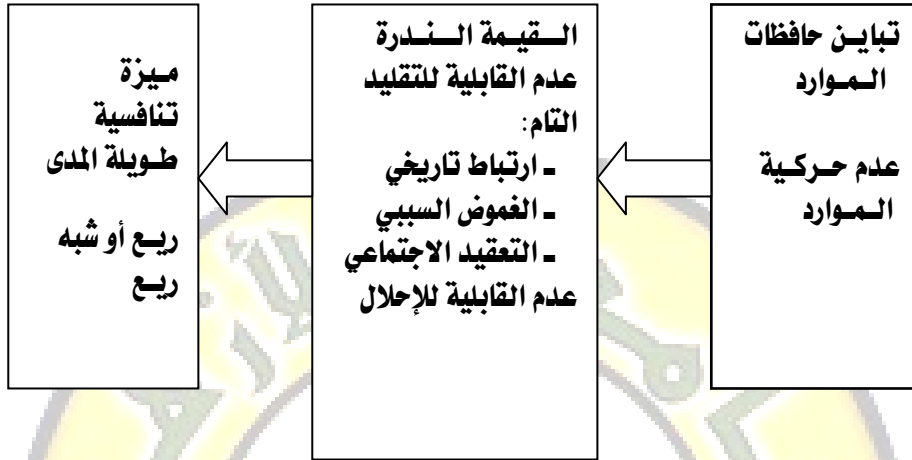 تباين حافظات
الموارد
عدم حركية
الموارد
القيمة الندرة
عدم القابلية للتقليد
التام:
ـ ارتباط تاريخي
ـ الغموض السببي
ـ التعقيد الاجتماعي
عدم القابلية للإحلال
ميزة
تنافسية
طويلة المدى
ريع أو شبه
ريع